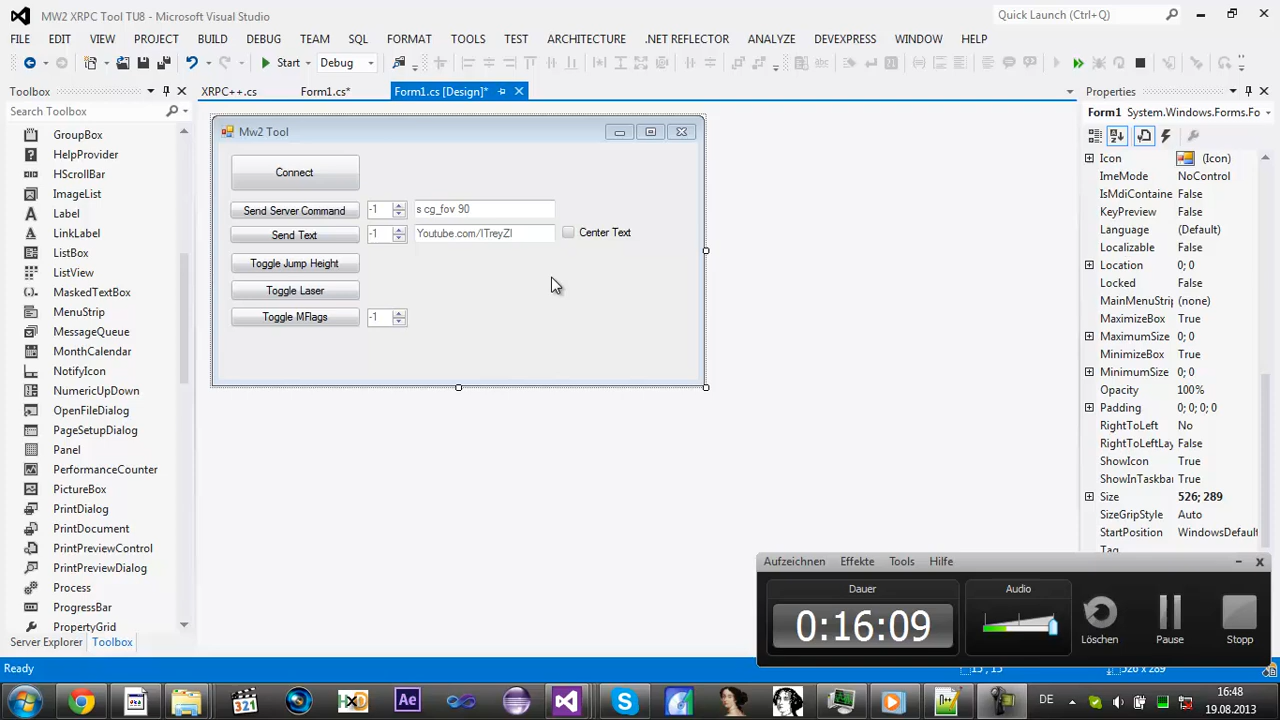 MW2 XRPC Tool TU8 - Microsoft Visual Studio
Quick Launch (Ctrl+Q)
FILE EDIT VIEW PROJECT BUILD DEBUG TEAM SQL FORMAT TOOLS TEST ARCHITECTURE .NET REFLECTOR ANALYZE DEVEXPRESS WINDOW HELP
Start Debug
Toolbox
XRPC++.cs Form1.cs* Form1.cs [Design]*
Properties
Search Toolbox
Form1 System.Windows.Forms.Fo
GroupBox
HelpProvider
HScrollBar
ImageList
Label
LinkLabel
ListBox
ListView
MaskedTextBox
MenuStrip
MessageQueue
MonthCalendar
NotifyIcon
NumericUpDown
OpenFileDialog
PageSetupDialog
Panel
PerformanceCounter
PictureBox
PrintDialog
PrintDocument
PrintPreviewControl
PrintPreviewDialog
Process
ProgressBar
PropertyGrid
Server Explorer Toolbox
Mw2 Tool
Connect
Send Server Command -1 s cg_fov 90
Send Text -1 Youtube.com/ITreyZI Center Text
Toggle Jump Height
Toggle Laser
Toggle MFlags -1
Icon (Icon)
ImeMode NoControl
IsMdiContaine False
KeyPreview False
Language (Default)
Localizable False
Location 0; 0
Locked False
MainMenuStrip (none)
MaximizeBox True
MaximumSize 0; 0
MinimizeBox True
MinimumSize 0; 0
Opacity 100%
Padding 0; 0; 0; 0
RightToLeft No
RightToLeftLay False
ShowIcon True
ShowInTaskbar True
Size 526; 289
SizeGripStyle Auto
StartPosition WindowsDefault
Tag
Aufzeichnen Effekte Tools Hilfe
Dauer
0:16:09
Audio
Löschen Pause Stopp
Ready
15 ; 15
526 x 289
321
HXD
Ae
DE
16:48
19.08.2013